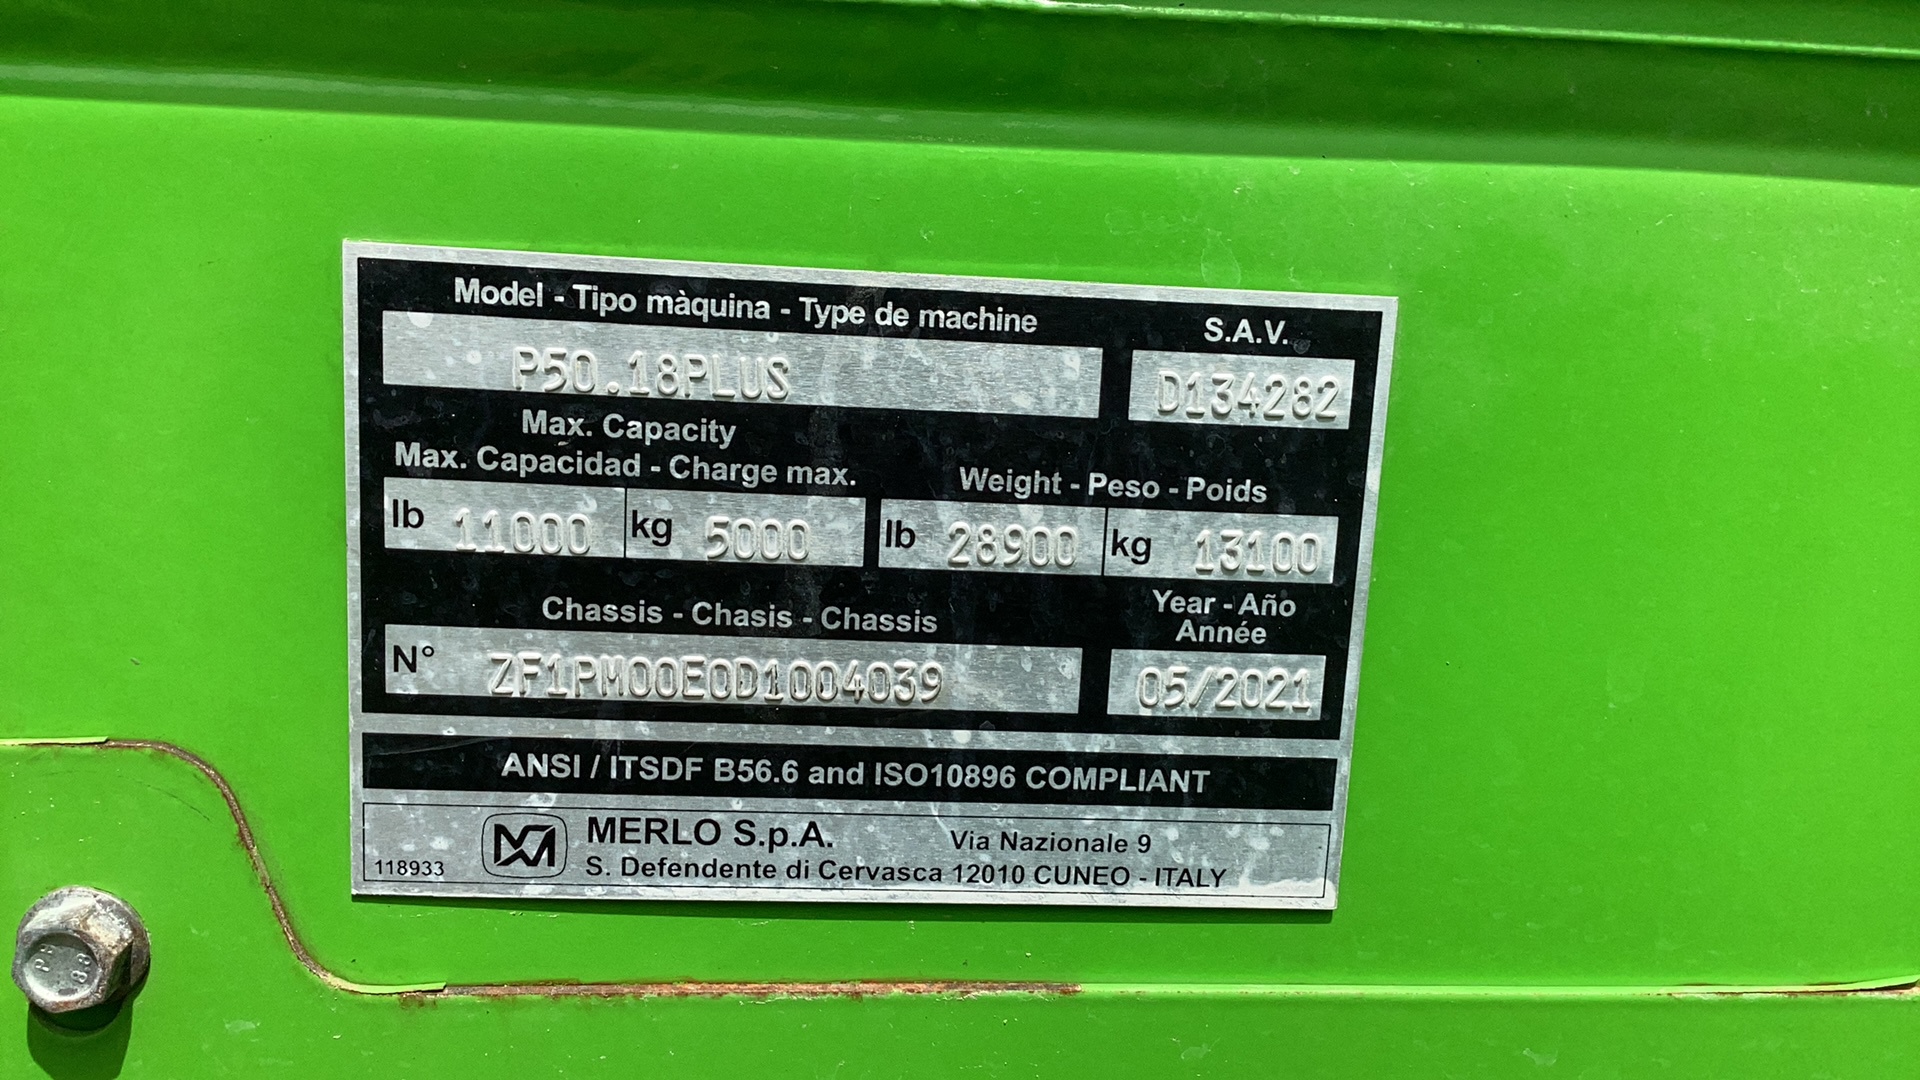 Model - Tipo màquina - Type de machine
S.A.V.
P50.18PLUS
D134282
Max. Capacity
Max. Capacidad - Charge max.
Weight - Peso - Poids
lb 11000 kg 5000
lb 28900 kg 13100
Chassis - Chasis - Chassis
Year - Año
Année
N° ZF1PM00E0D1004039
05/2021
ANSI / ITSDF B56.6 and ISO10896 COMPLIANT
MERLO S.p.A. Via Nazionale 9
118933 S. Defendente di Cervasca 12010 CUNEO - ITALY
8.8